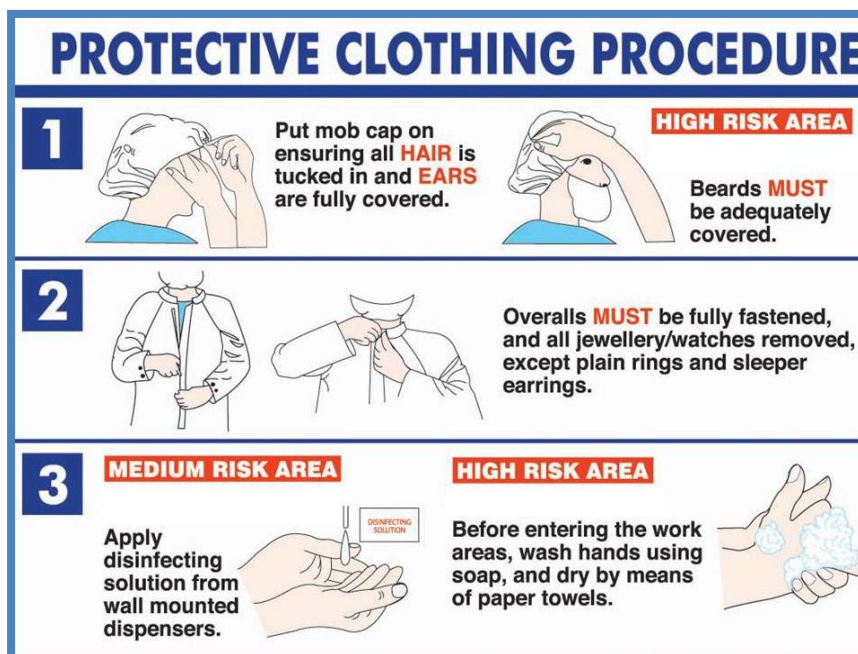 PROTECTIVE CLOTHING PROCEDURE
1
Put mob cap on
ensuring all HAIR is
tucked in and EARS
are fully covered.
HIGH RISK AREA
Beards MUST
be adequately
covered.
2
Overalls MUST be fully fastened,
and all jewellery/watches removed,
except plain rings and sleeper
earrings.
3
MEDIUM RISK AREA
Apply
disinfecting
solution from
wall mounted
dispensers.
DISINFECTING
SOLUTION
HIGH RISK AREA
Before entering the work
areas, wash hands using
soap, and dry by means
of paper towels.